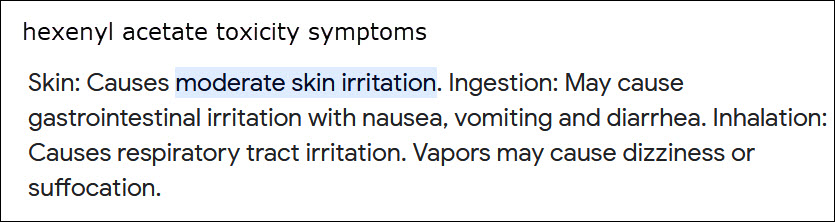 hexenyl acetate toxicity symptoms
Skin: Causes moderate skin irritation. Ingestion: May cause
gastrointestinal irritation with nausea, vomiting and diarrhea. Inhalation:
Causes respiratory tract irritation. Vapors may cause dizziness or
suffocation.